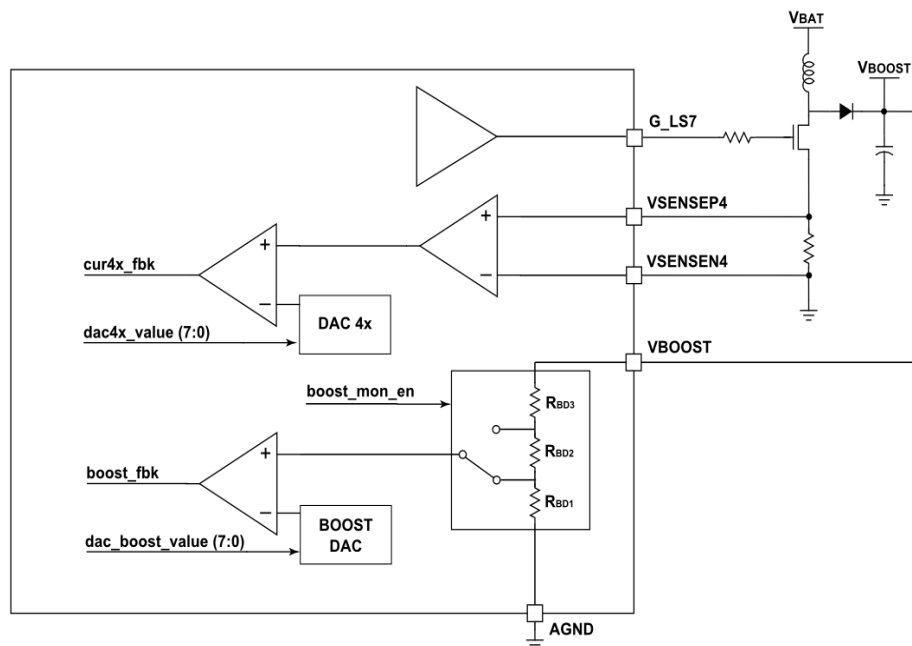 VBAT
VBOOST
G_LS7
VSENSEP4
cur4x_fbk
VSENSEN4
DAC 4x
dac4x_value (7:0)
VBOOST
boost_mon_en
RBD3
RBD2
boost_fbk
RBD1
BOOST
DAC
dac_boost_value (7:0)
AGND
+
−
+
−
+
−